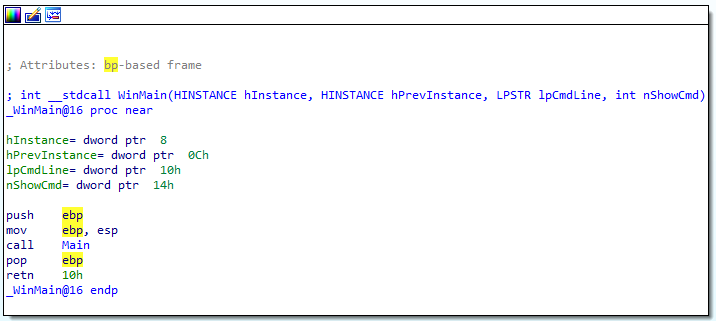 ; Attributes: bp-based frame
; int __stdcall WinMain(HINSTANCE hInstance, HINSTANCE hPrevInstance, LPSTR lpCmdLine, int nShowCmd)
_WinMain@16 proc near
hInstance= dword ptr  8
hPrevInstance= dword ptr  0Ch
lpCmdLine= dword ptr  10h
nShowCmd= dword ptr  14h
push    ebp
mov     ebp, esp
call    Main
pop     ebp
retn    10h
_WinMain@16 endp